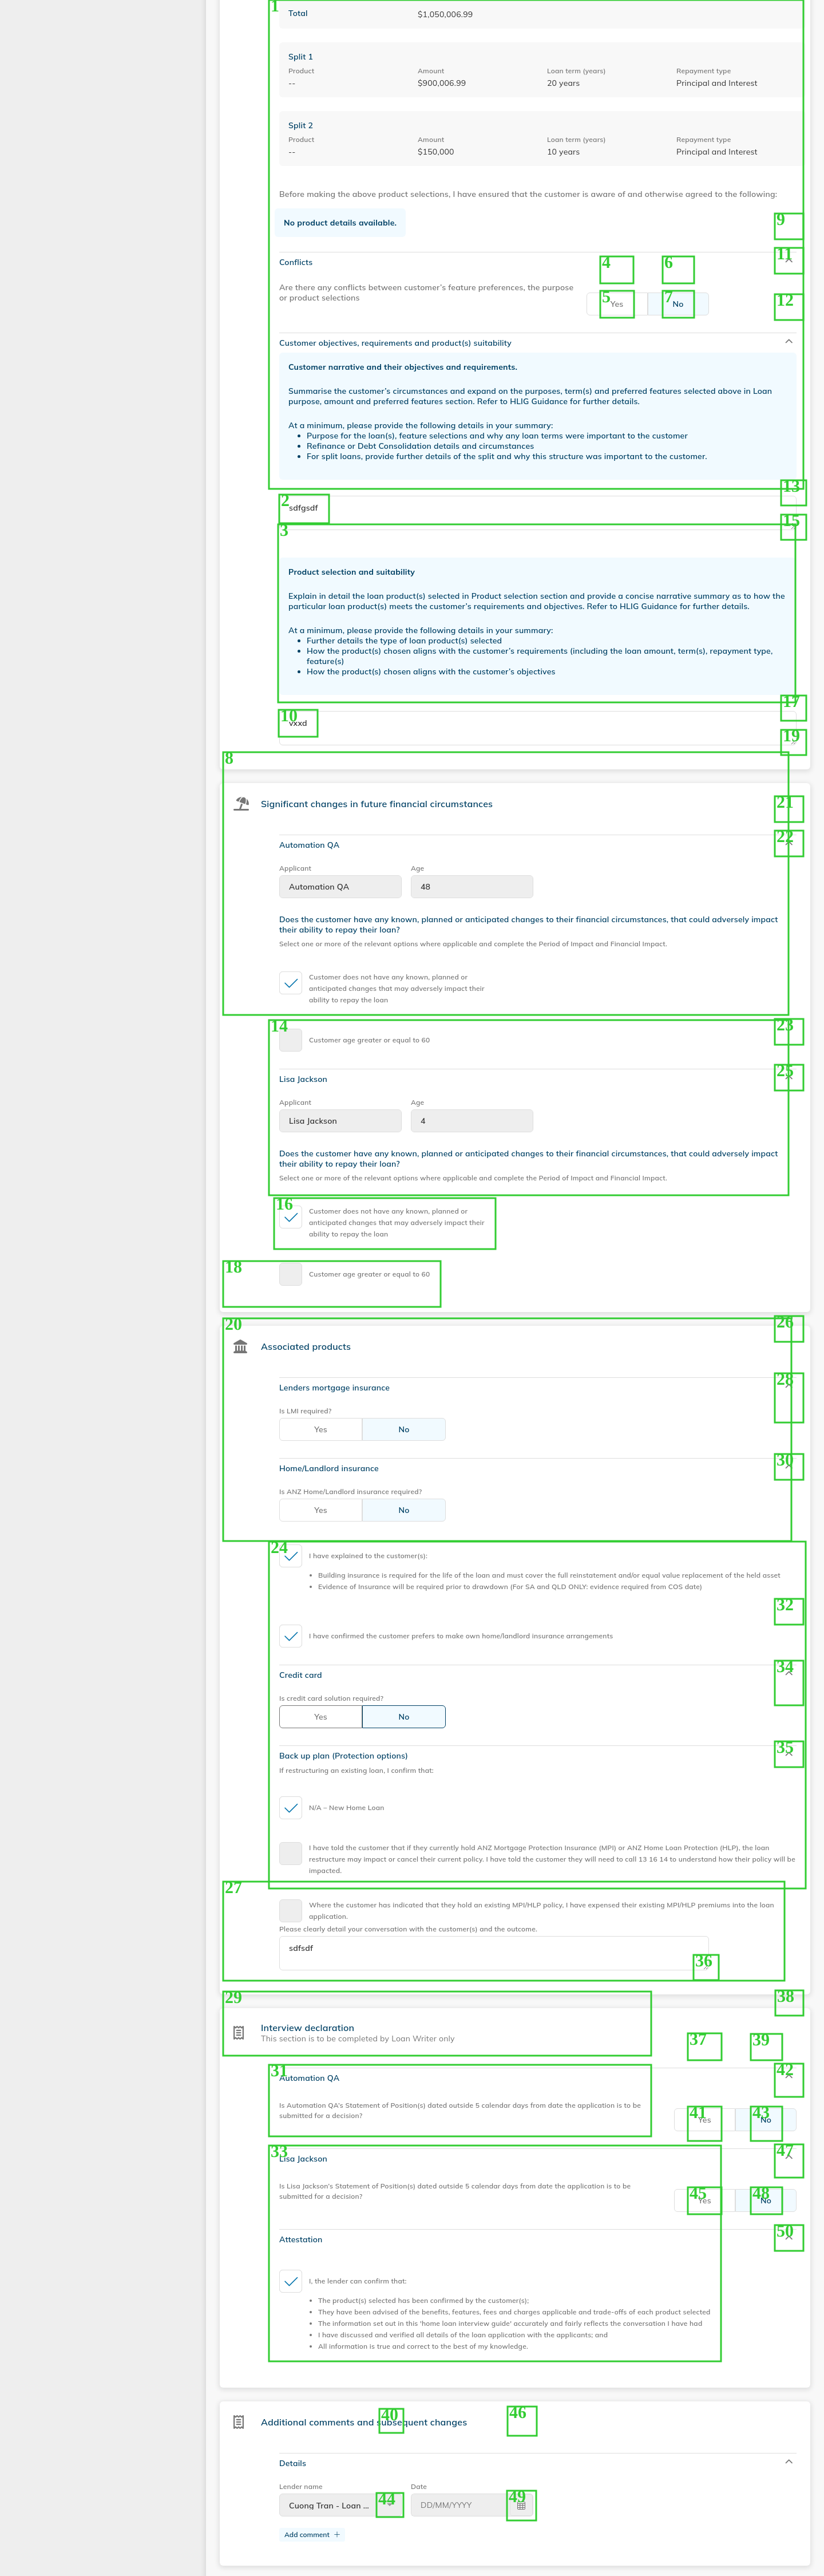 1
Total $1,050,006.99
Split 1
Product Amount Loan term (years) Repayment type
-- $900,006.99 20 years Principal and Interest
Split 2
Product Amount Loan term (years) Repayment type
-- $150,000 10 years Principal and Interest
Before making the above product selections, I have ensured that the customer is aware of and otherwise agreed to the following:
No product details available.
9
Conflicts
4 6 11
Are there any conflicts between customer's feature preferences, the purpose
or product selections
5 Yes 7 No 12
Customer objectives, requirements and product(s) suitability
Customer narrative and their objectives and requirements.
Summarise the customer's circumstances and expand on the purposes, term(s) and preferred features selected above in Loan
purpose, amount and preferred features section. Refer to HLIG Guidance for further details.
At a minimum, please provide the following details in your summary:
• Purpose for the loan(s), feature selections and why any loan terms were important to the customer
• Refinance or Debt Consolidation details and circumstances
• For split loans, provide further details of the split and why this structure was important to the customer.
13
2 sdfgsdf
15
3
Product selection and suitability
Explain in detail the loan product(s) selected in Product selection section and provide a concise narrative summary as to how the
particular loan product(s) meets the customer's requirements and objectives. Refer to HLIG Guidance for further details.
At a minimum, please provide the following details in your summary:
• Further details the type of loan product(s) selected
• How the product(s) chosen aligns with the customer's requirements (including the loan amount, term(s), repayment type,
feature(s)
• How the product(s) chosen aligns with the customer's objectives
17
10 vxxd
19
8
Significant changes in future financial circumstances 21
Automation QA 22
Applicant Age
Automation QA 48
Does the customer have any known, planned or anticipated changes to their financial circumstances, that could adversely impact
their ability to repay their loan?
Select one or more of the relevant options where applicable and complete the Period of Impact and Financial Impact.
Customer does not have any known, planned or
anticipated changes that may adversely impact their
ability to repay the loan
14 23
Customer age greater or equal to 60
Lisa Jackson 25
Applicant Age
Lisa Jackson 4
Does the customer have any known, planned or anticipated changes to their financial circumstances, that could adversely impact
their ability to repay their loan?
Select one or more of the relevant options where applicable and complete the Period of Impact and Financial Impact.
16
Customer does not have any known, planned or
anticipated changes that may adversely impact their
ability to repay the loan
18
Customer age greater or equal to 60
20 26
Associated products
Lenders mortgage insurance 28
Is LMI required?
Yes No
Home/Landlord insurance 30
Is ANZ Home/Landlord insurance required?
Yes No
24
I have explained to the customer(s):
• Building insurance is required for the life of the loan and must cover the full reinstatement and/or equal value replacement of the held asset
• Evidence of Insurance will be required prior to drawdown (For SA and QLD ONLY: evidence required from COS date)
32
I have confirmed the customer prefers to make own home/landlord insurance arrangements
Credit card 34
Is credit card solution required?
Yes No
Back up plan (Protection options) 35
If restructuring an existing loan, I confirm that:
N/A – New Home Loan
I have told the customer that if they currently hold ANZ Mortgage Protection Insurance (MPI) or ANZ Home Loan Protection (HLP), the loan
restructure may impact or cancel their current policy. I have told the customer they will need to call 13 16 14 to understand how their policy will be
impacted.
27
Where the customer has indicated that they hold an existing MPI/HLP policy, I have expensed their existing MPI/HLP premiums into the loan
application.
Please clearly detail your conversation with the customer(s) and the outcome.
sdfsdf
36
29 38
Interview declaration
This section is to be completed by Loan Writer only
37 39
31 42
Automation QA
Is Automation QA's Statement of Position(s) dated outside 5 calendar days from date the application is to be
submitted for a decision?
41 Yes 43 No
33 47
Lisa Jackson
Is Lisa Jackson's Statement of Position(s) dated outside 5 calendar days from date the application is to be
submitted for a decision?
45 Yes 48 No
Attestation 50
I, the lender can confirm that:
• The product(s) selected has been confirmed by the customer(s);
• They have been advised of the benefits, features, fees and charges applicable and trade-offs of each product selected
• The information set out in this 'home loan interview guide' accurately and fairly reflects the conversation I have had
• I have discussed and verified all details of the loan application with the applicants; and
• All information is true and correct to the best of my knowledge.
40 46
Additional comments and subsequent changes
Details
Lender name Date
Cuong Tran - Loan ... 44 DD/MM/YYYY 49
Add comment +